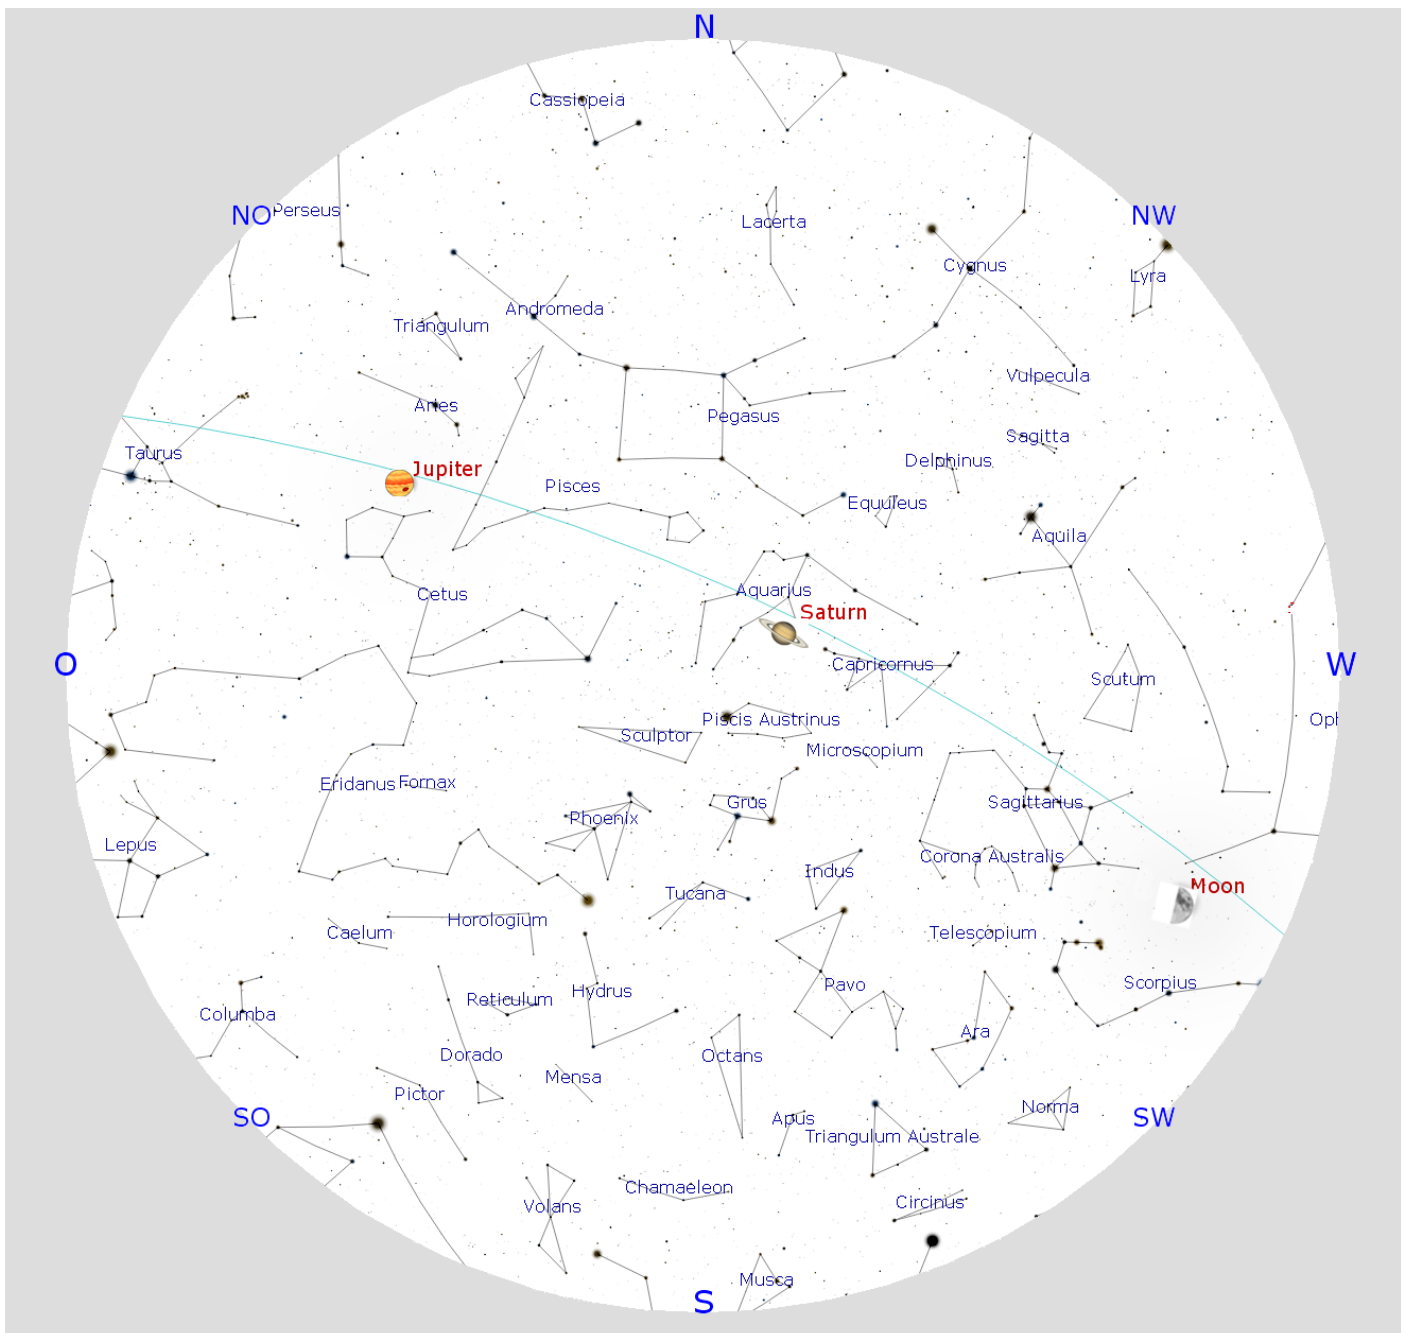 N
Cassiopeia
NO
Perseus
NW
Lacerta
Cygnus
Lyra
Andromeda
Triangulum
Vulpecula
Aries
Pegasus
Sagitta
Taurus
Jupiter
Delphinus
Pisces
Equuleus
Aquila
Cetus
Aquarius
Saturn
O
Capricornus
W
Scutum
Piscis Austrinus
Oph
Sculptor
Microscopium
Eridanus
Fornax
Grus
Sagittarius
Phoenix
Lepus
Corona Australis
Indus
Moon
Tucana
Horologium
Caelum
Telescopium
Pavo
Scorpius
Hydrus
Reticulum
Columba
Ara
Dorado
Octans
Mensa
Pictor
Norma
SO
Apus
SW
Triangulum Australe
Chamaeleon
Volans
Circinus
Musca
S